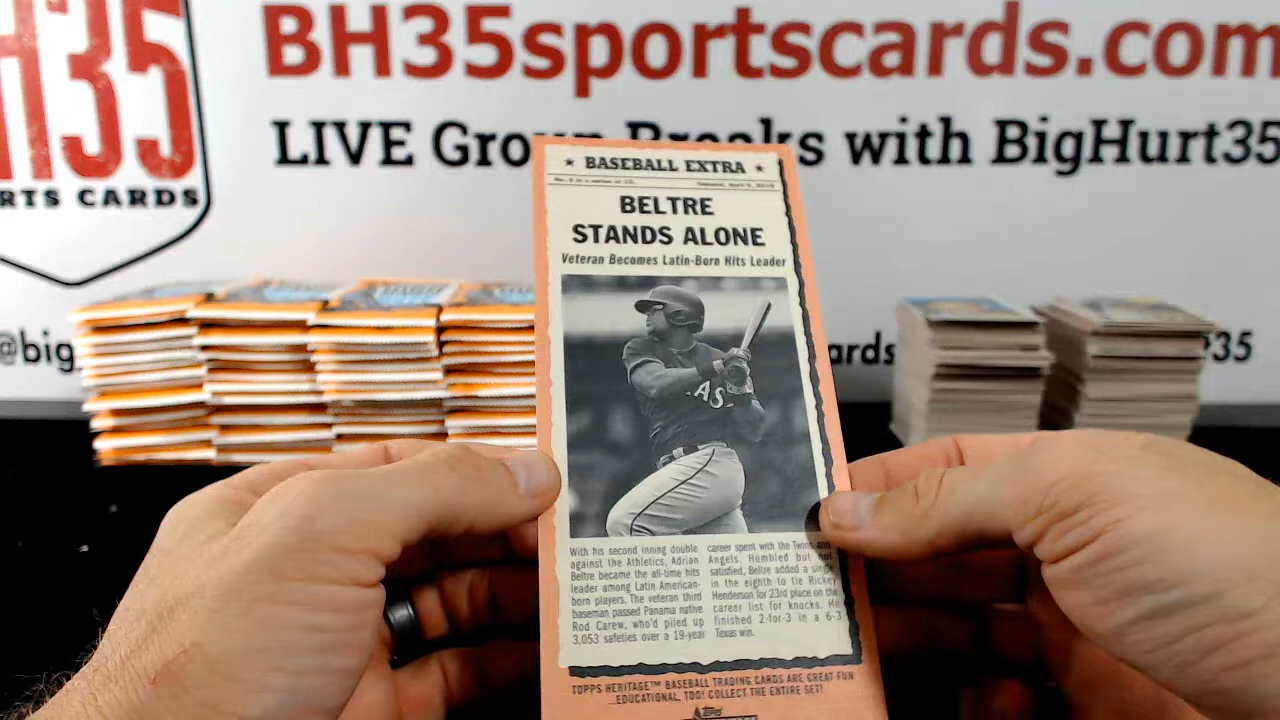 H35
RTS CARDS
BH35sportscards.com
LIVE Group Breaks with BigHurt35
@big
ards
35
★ BASEBALL EXTRA ★
BELTRE
STANDS ALONE
Veteran Becomes Latin-Born Hits Leader
AS
With his second inning double
against the Athletics, Adrian
Beltre became the all-time hits
leader among Latin American-
born players. The veteran third
baseman passed Panama native
Rod Carew, who'd piled up
3,053 safeties over a 19-year
career spent with the Twins and
Angels. Humbled but not
satisfied, Beltre added a single
in the eighth to tie Rickey
Henderson for 23rd place on the
career list for knocks. He
finished 2-for-3 in a 6-3
Texas win.
TOPPS HERITAGE™ BASEBALL TRADING CARDS ARE GREAT FUN
...EDUCATIONAL, TOO! COLLECT THE ENTIRE SET!
Topps